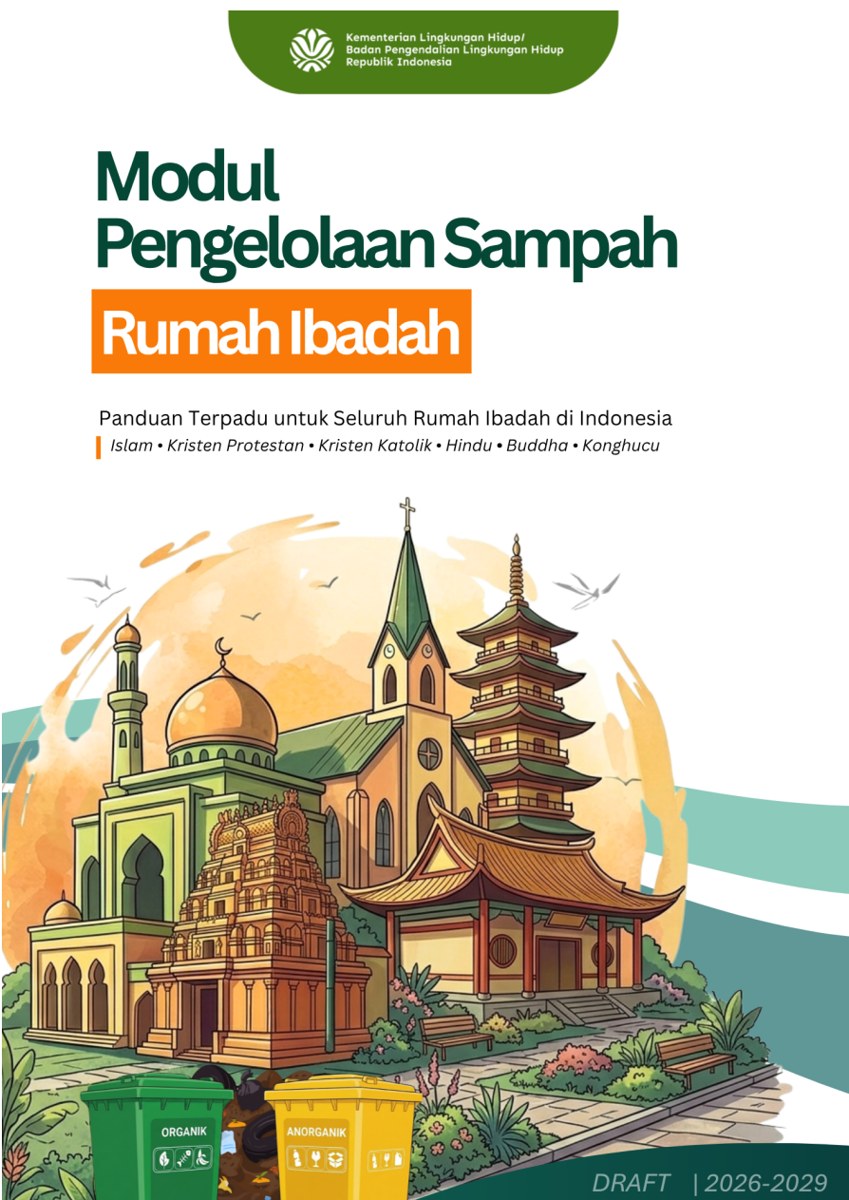 Kementerian Lingkungan Hidup/
Badan Pengendalian Lingkungan Hidup
Republik Indonesia
Modul
Pengelolaan Sampah
Rumah Ibadah
Panduan Terpadu untuk Seluruh Rumah Ibadah di Indonesia
Islam • Kristen Protestan • Kristen Katolik • Hindu • Buddha • Konghucu
ORGANIK
ANORGANIK
DRAFT | 2026-2029